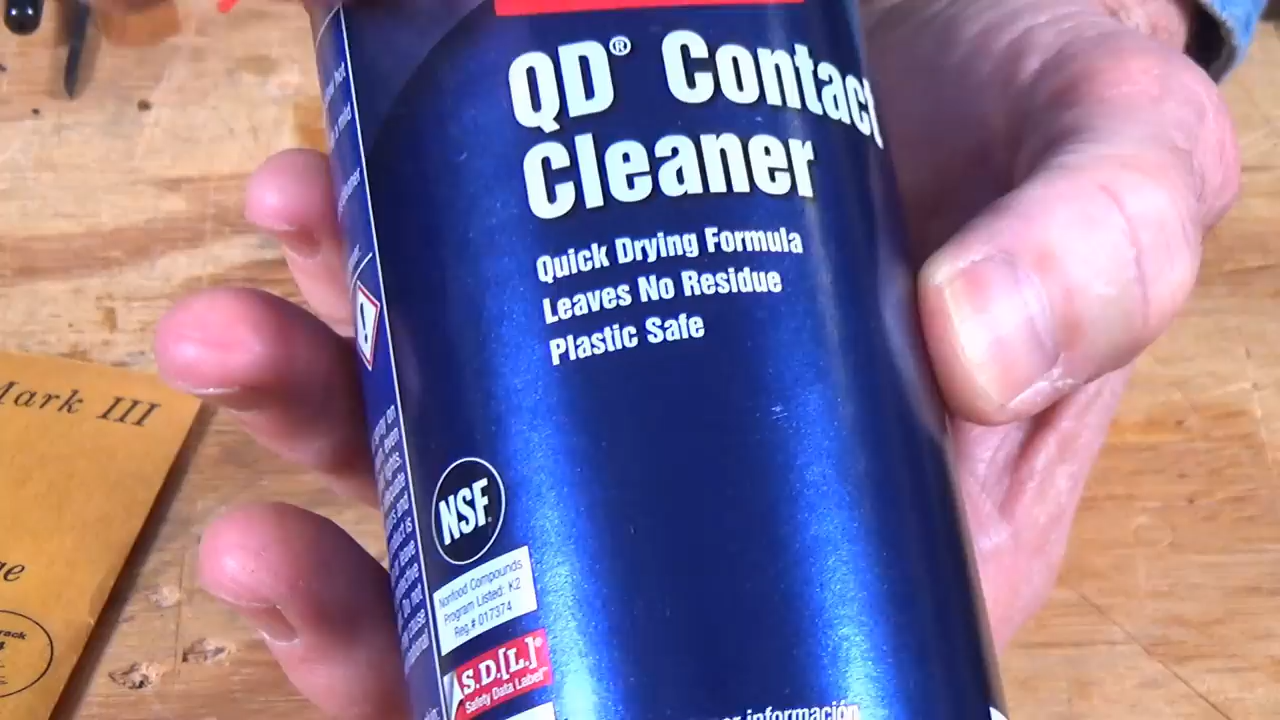 QD® Contact
Cleaner
Quick Drying Formula
Leaves No Residue
Plastic Safe
NSF
Nonfood Compounds
Program Listed: K2
Reg.# 017374
S.D.[L.]®
Safety Data Label
información
Mark III